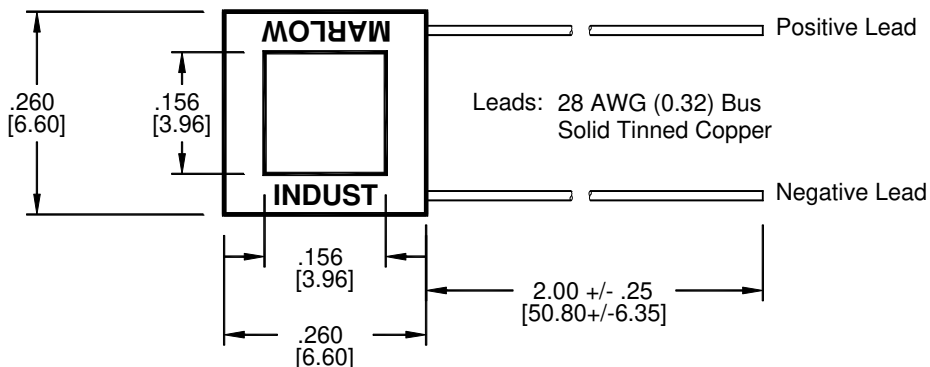 MARLOW
Positive Lead
.260
[6.60]
.156
[3.96]
Leads: 28 AWG (0.32) Bus
Solid Tinned Copper
INDUST
Negative Lead
.156
[3.96]
2.00 +/- .25
[50.80+/-6.35]
.260
[6.60]